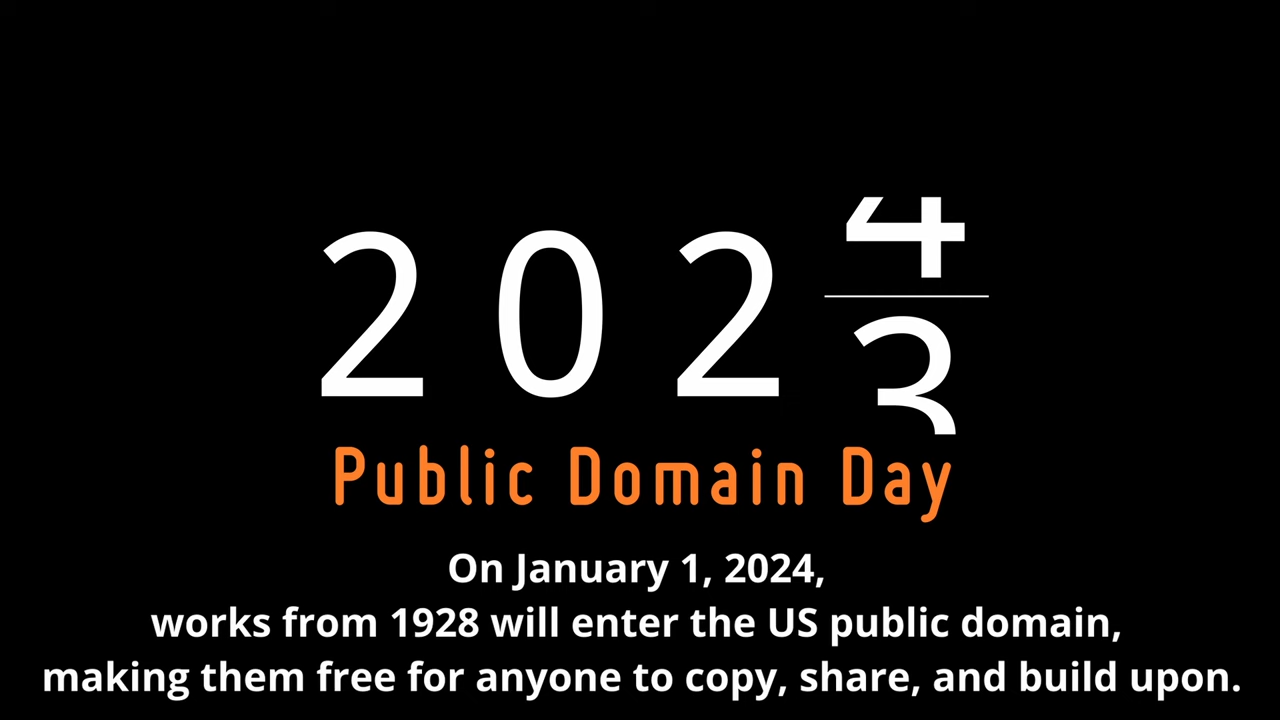 2024
3
Public Domain Day
On January 1, 2024,
works from 1928 will enter the US public domain,
making them free for anyone to copy, share, and build upon.